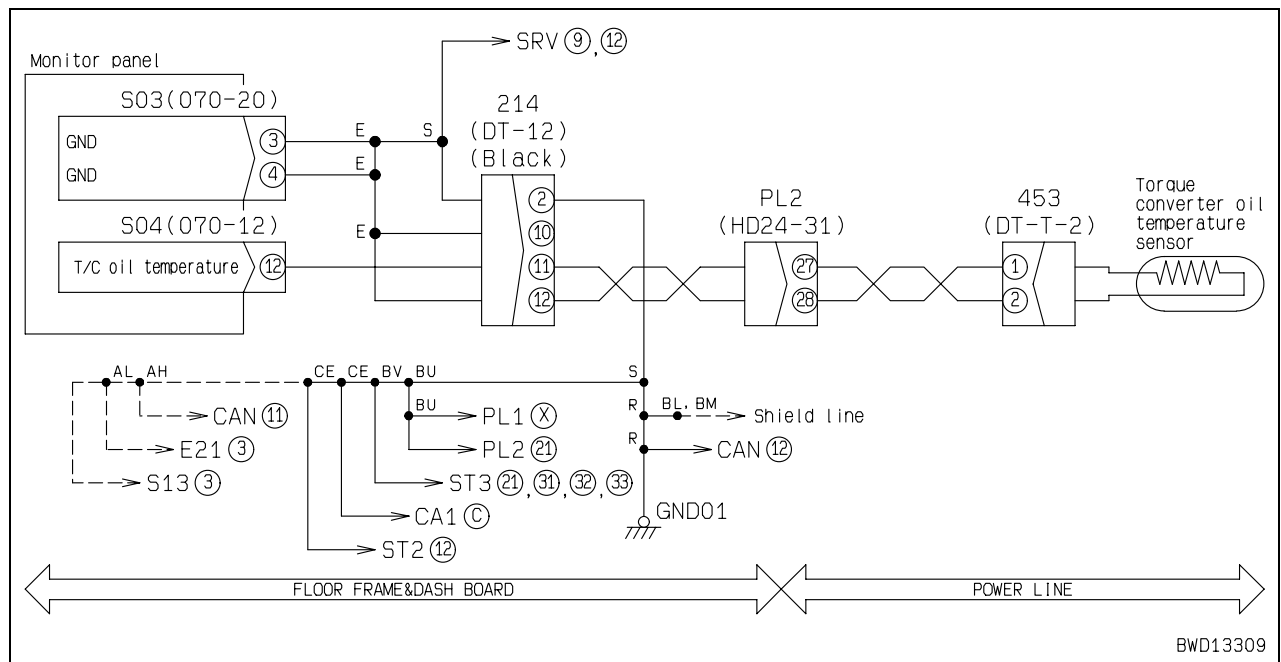 SRV 9, 12
Monitor panel
S03(070-20)
GND 3
GND 4
E
E
S
214
(DT-12)
(Black)
2
10
11
12
S04(070-12)
T/C oil temperature 12
E
PL2
(HD24-31)
27
28
453
(DT-T-2)
1
2
Torque
converter oil
temperature
sensor
AL AH CE CE BV BU S
BU
R BL, BM Shield line
R CAN 12
CAN 11
E21 3
S13 3
PL1 X
PL2 21
ST3 21, 31, 32, 33
CA1 C
ST2 12
GND01
FLOOR FRAME&DASH BOARD
POWER LINE
BWD13309